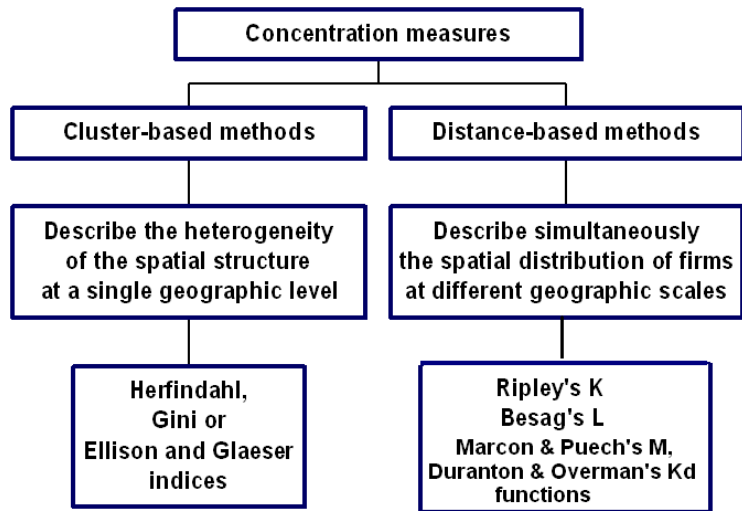 Concentration measures
Cluster-based methods
Distance-based methods
Describe the heterogeneity
of the spatial structure
at a single geographic level
Describe simultaneously
the spatial distribution of firms
at different geographic scales
Herfindahl,
Gini or
Ellison and Glaeser
indices
Ripley's K
Besag's L
Marcon & Puech's M,
Duranton & Overman's Kd
functions